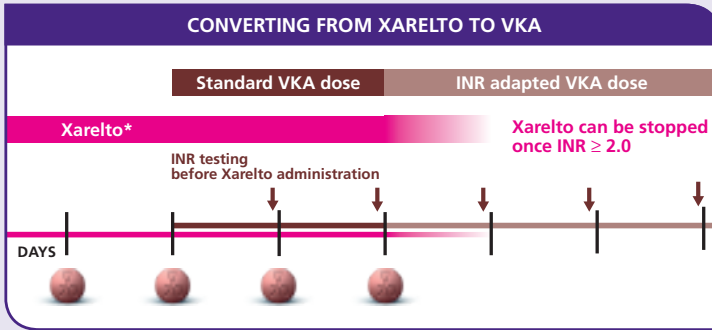 CONVERTING FROM XARELTO TO VKA
Standard VKA dose
INR adapted VKA dose
Xarelto*
Xarelto can be stopped
once INR ≥ 2.0
INR testing
before Xarelto administration
DAYS